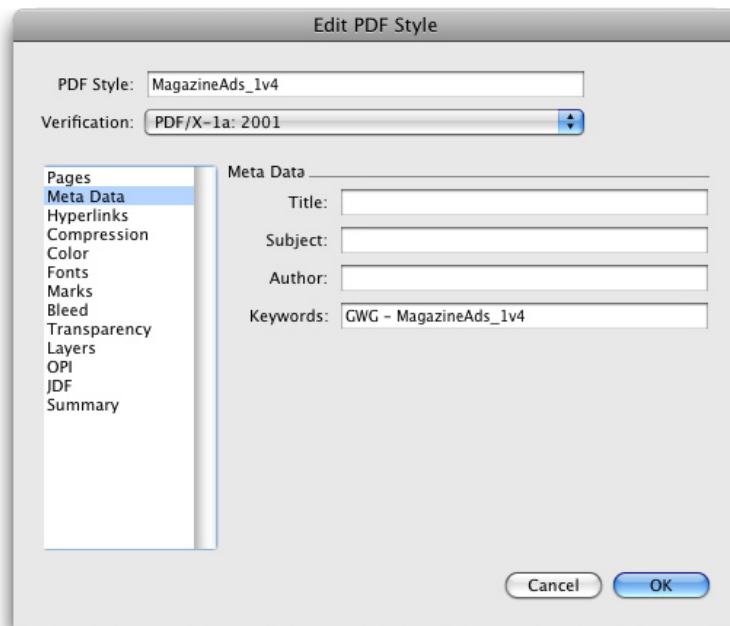 Edit PDF Style
PDF Style: MagazineAds_1v4
Verification: PDF/X-1a: 2001
Pages
Meta Data
Hyperlinks
Compression
Color
Fonts
Marks
Bleed
Transparency
Layers
OPI
JDF
Summary
Meta Data
Title:
Subject:
Author:
Keywords: GWG - MagazineAds_1v4
Cancel OK